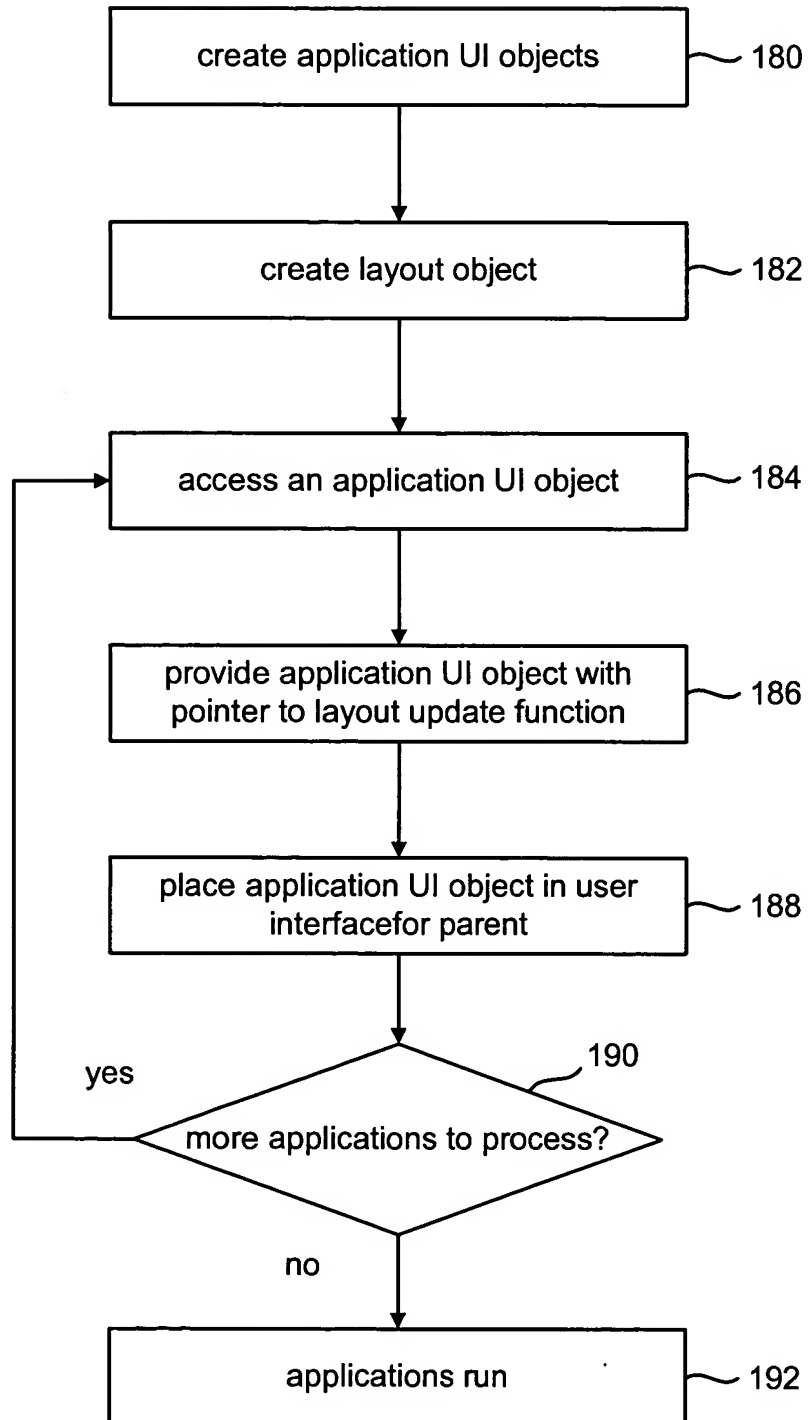 create application UI objects
180
create layout object
182
access an application UI object
184
provide application UI object with
pointer to layout update function
186
place application UI object in user
interfacefor parent
188
190
yes
more applications to process?
no
applications run
192